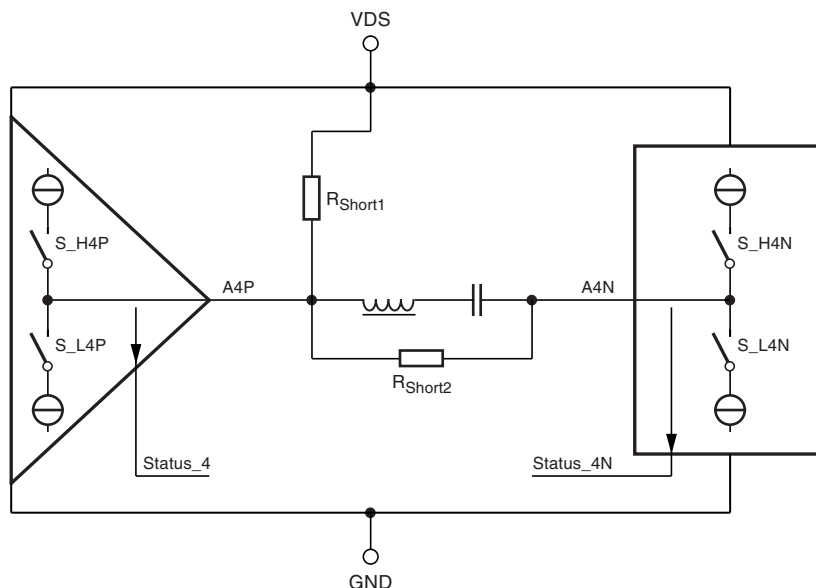 VDS
RShort1
S_H4P
S_H4N
A4P
A4N
S_L4P
S_L4N
RShort2
Status_4
Status_4N
GND